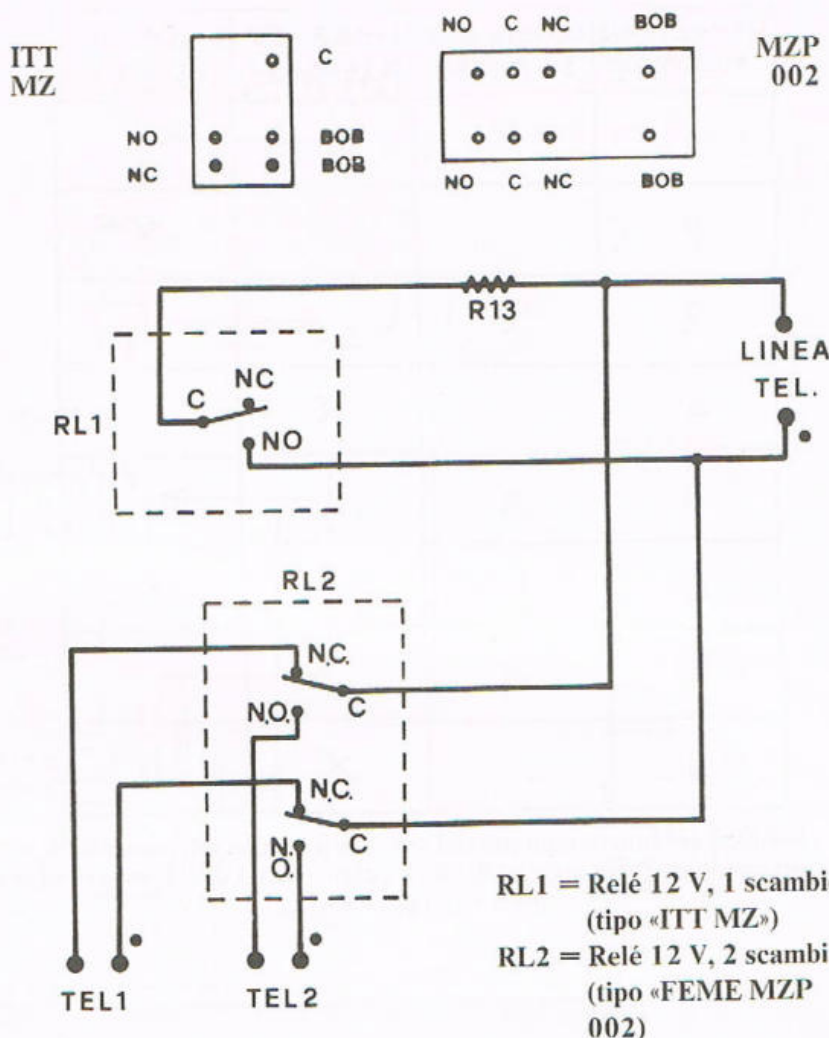 ITT
MZ
C
NO
BOB
NC
BOB
NO C NC BOB
MZP
002
NO C NC BOB
R13
LINEA
TEL.
NC
C
RL1
NO
RL2
N.C.
C
N.O.
N.C.
C
N.
O.
TEL1
TEL2
RL1 = Relé 12 V, 1 scambi
(tipo «ITT MZ»)
RL2 = Relé 12 V, 2 scambi
(tipo «FEME MZP
002)